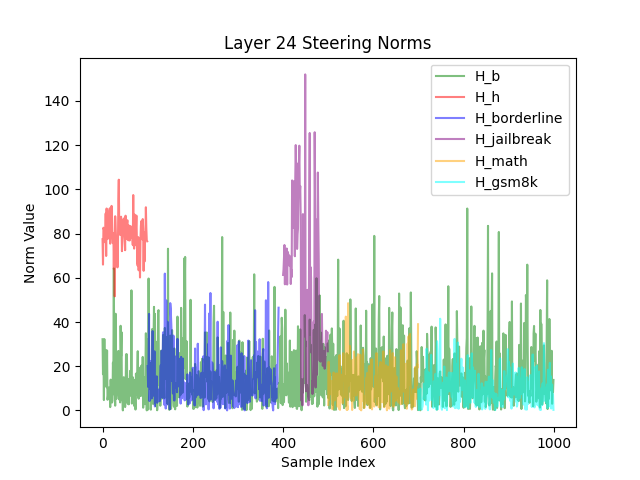 Layer 24 Steering Norms
H_b
H_h
H_borderline
H_jailbreak
H_math
H_gsm8k
Norm Value
140
120
100
80
60
40
20
0
0 200 400 600 800 1000
Sample Index